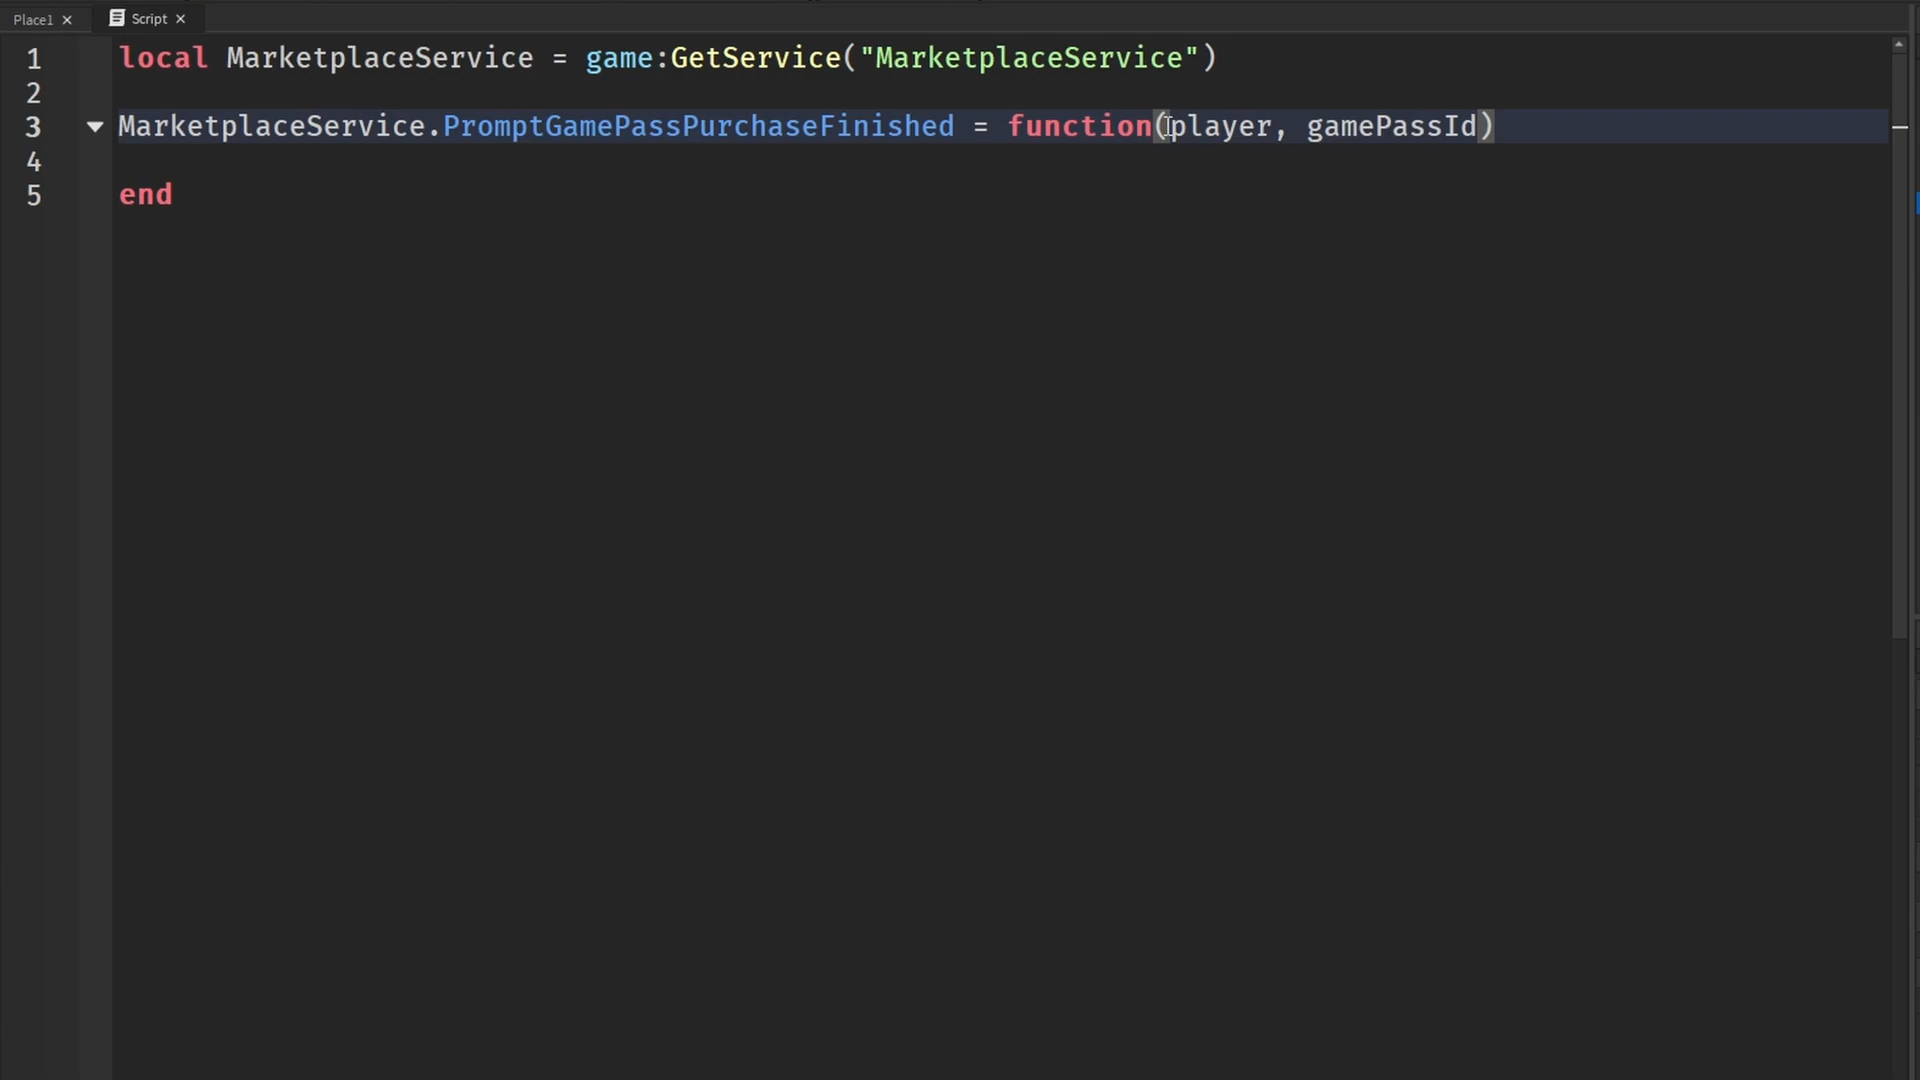 Place1 ×
Script ×
1 local MarketplaceService = game:GetService("MarketplaceService")
2
3 MarketplaceService.PromptGamePassPurchaseFinished = function(player, gamePassId)
4
5 end